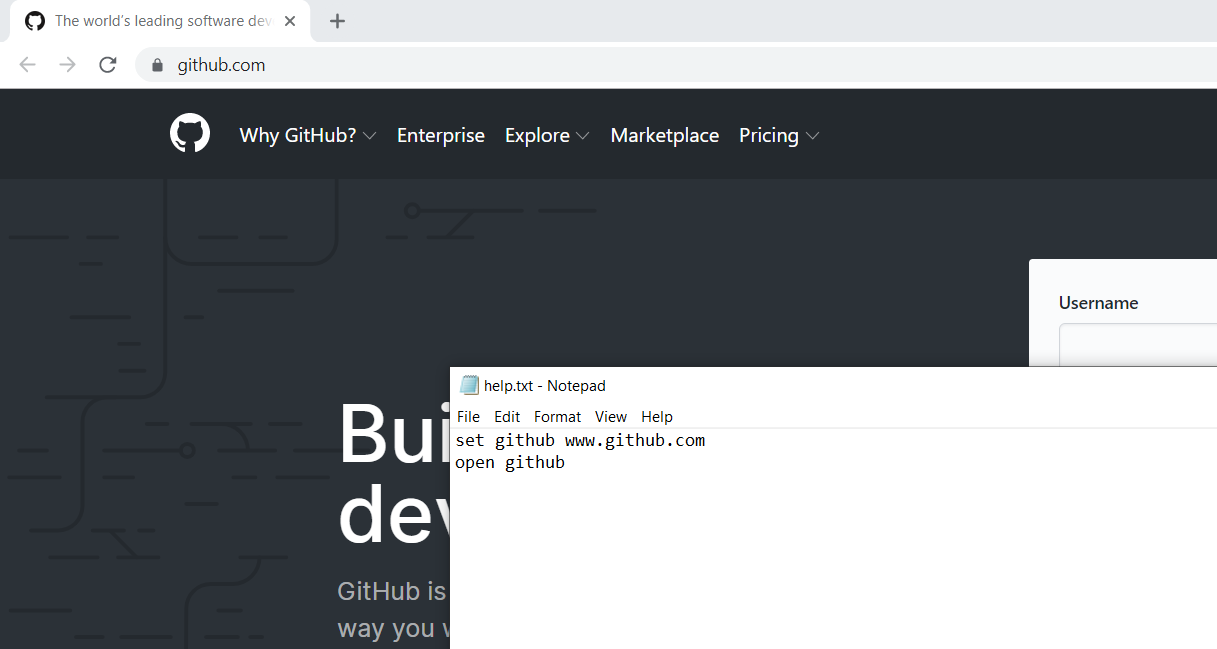 The world's leading software dev
github.com
Why GitHub? Enterprise Explore Marketplace Pricing
Username
Bui
dev
GitHub is
way you
help.txt - Notepad
File Edit Format View Help
set github www.github.com
open github